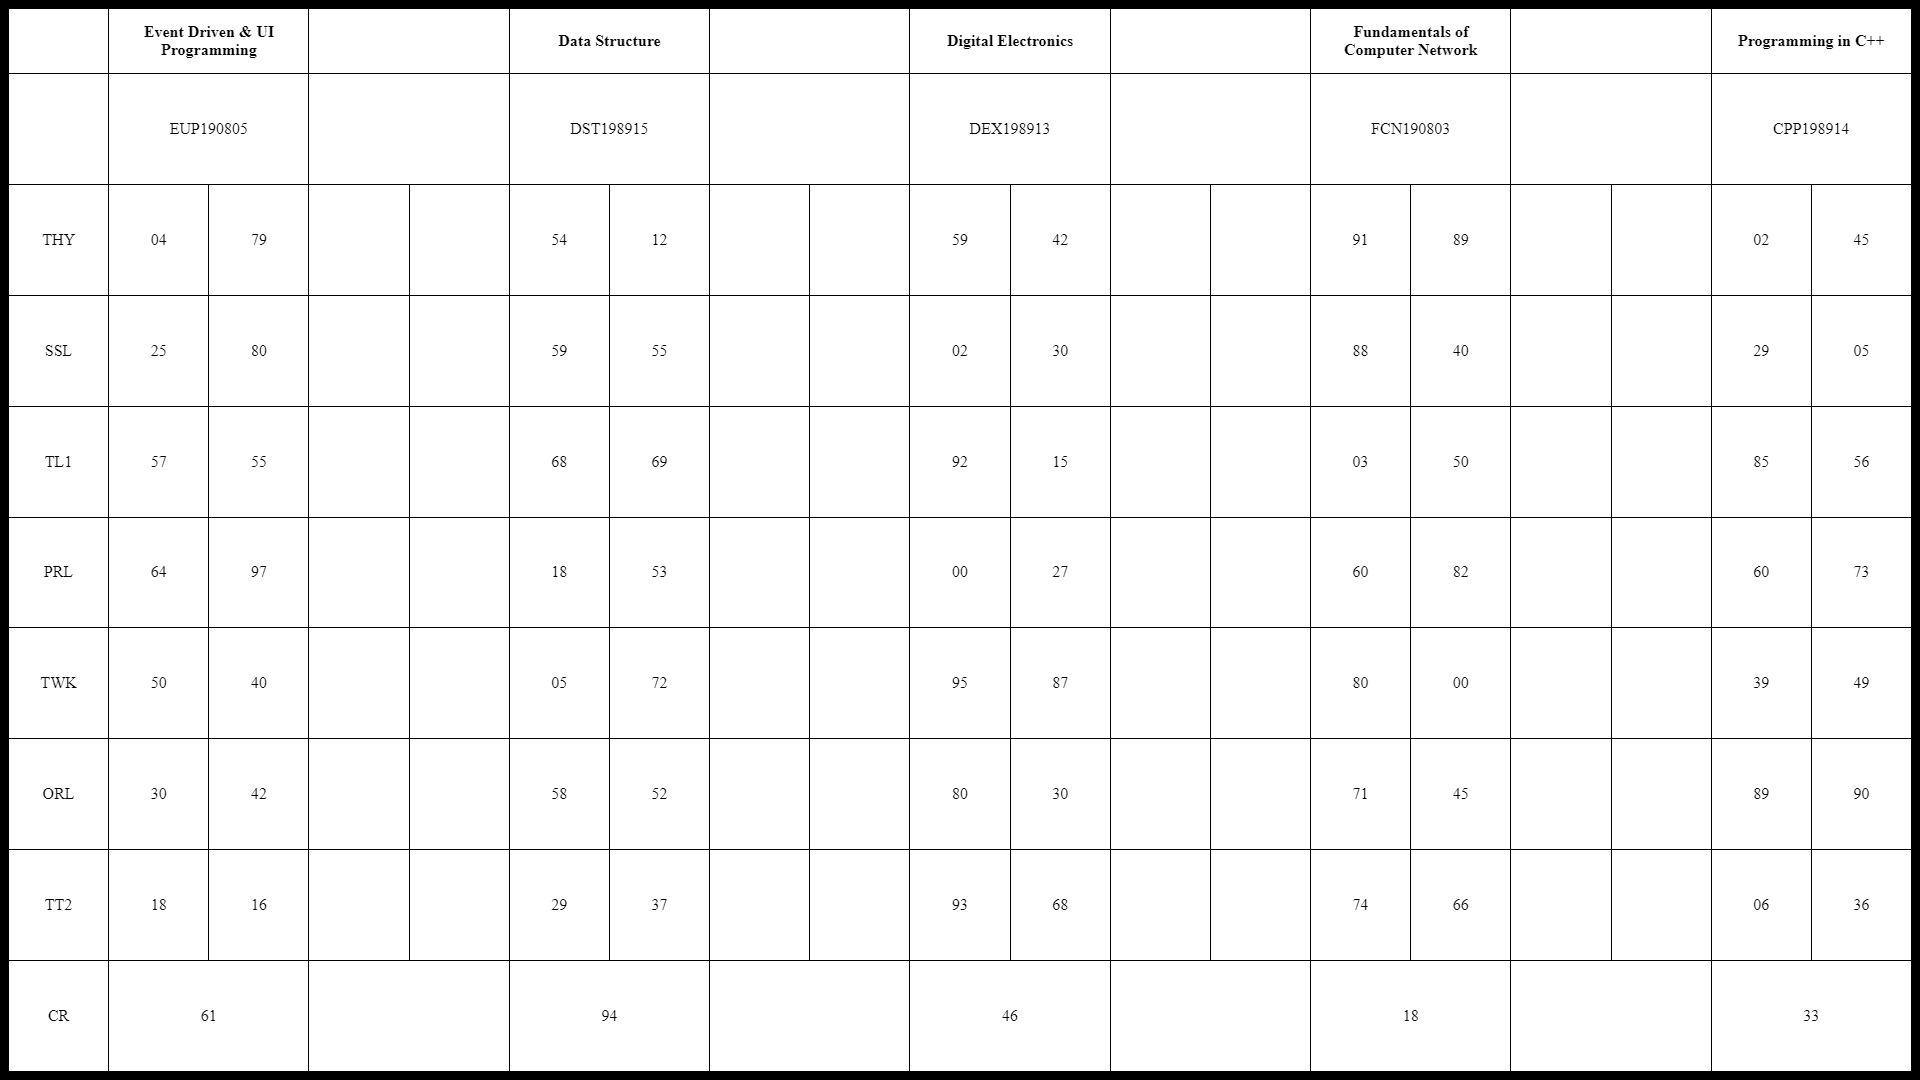 Event Driven & UI
Programming
Data Structure
Digital Electronics
Fundamentals of
Computer Network
Programming in C++
EUP190805 DST198915 DEX198913 FCN190803 CPP198914
THY 04 79 54 12 59 42 91 89 02 45
SSL 25 80 59 55 02 30 88 40 29 05
TL1 57 55 68 69 92 15 03 50 85 56
PRL 64 97 18 53 00 27 60 82 60 73
TWK 50 40 05 72 95 87 80 00 39 49
ORL 30 42 58 52 80 30 71 45 89 90
TT2 18 16 29 37 93 68 74 66 06 36
CR 61 94 46 18 33